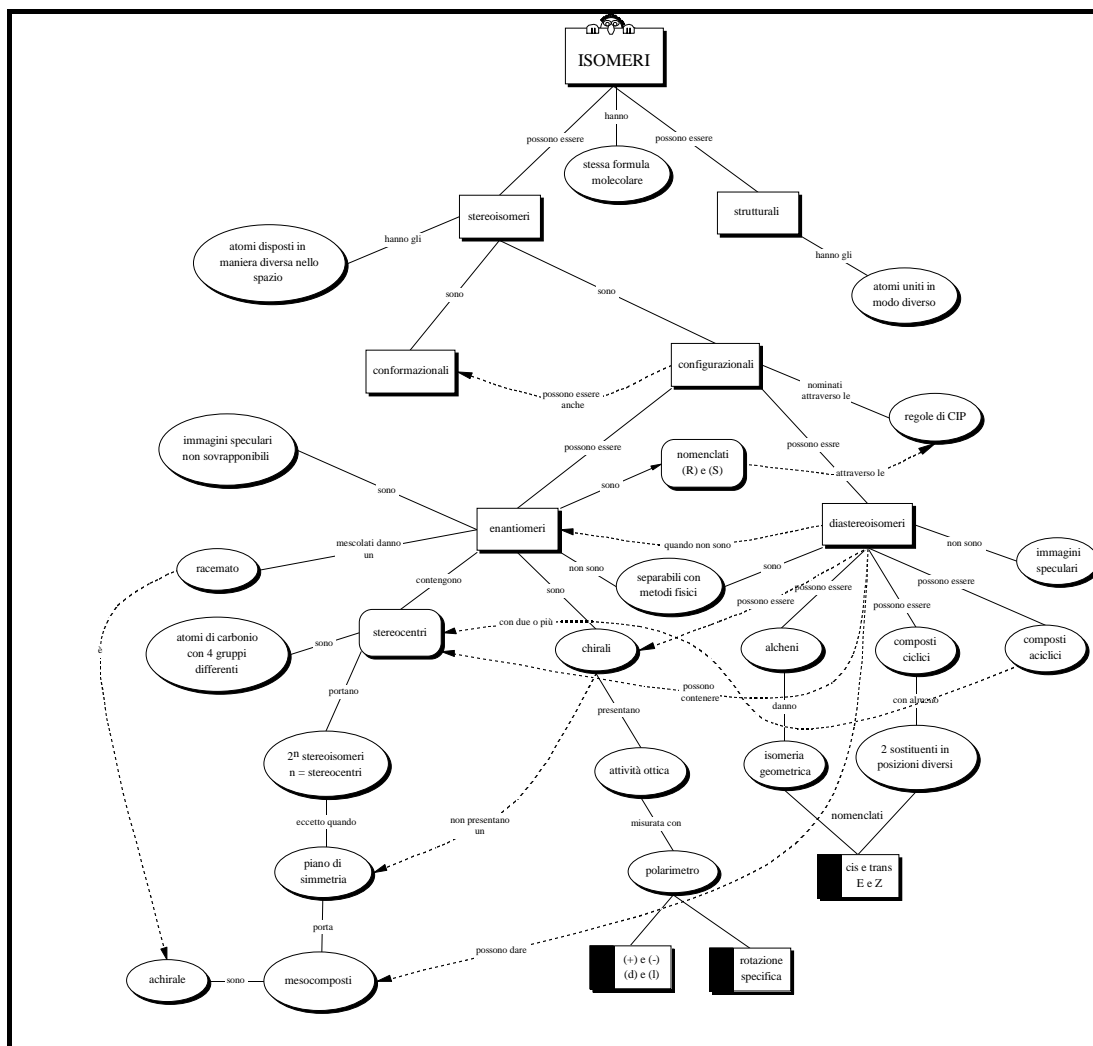 ISOMERI
hanno
possono essere
possono essere
stessa formula
molecolare
stereoisomeri
strutturali
hanno gli
atomi disposti in
maniera diversa nello
spazio
hanno gli
atomi uniti in
modo diverso
sono
sono
conformazionali
configurazionali
possono essere
anche
nominati
attraverso le
regole di CIP
immagini speculari
non sovrapponibili
possono essere
possono essre
nomenclati
(R) e (S)
attraverso le
sono
sono
enantiomeri
diastereoisomeri
mescolati danno
un
quando non sono
non sono
immagini
speculari
racemato
contengono
non sono
sono
separabili con
metodi fisici
sono
possono essere
possono essere
possono essere
possono essere
atomi di carbonio
con 4 gruppi
differenti
sono
stereocentri
con due o più
chirali
alcheni
composti
ciclici
composti
aciclici
portano
presentano
possono
contenere
danno
con almeno
2n stereoisomeri
n = stereocentri
attività ottica
isomeria
geometrica
2 sostituenti in
posizioni diversi
eccetto quando
non presentano
un
misurata con
nomenclati
piano di
simmetria
polarimetro
cis e trans
E e Z
porta
possono dare
(+) e (-)
(d) e (l)
rotazione
specifica
achirale
sono
mesocomposti